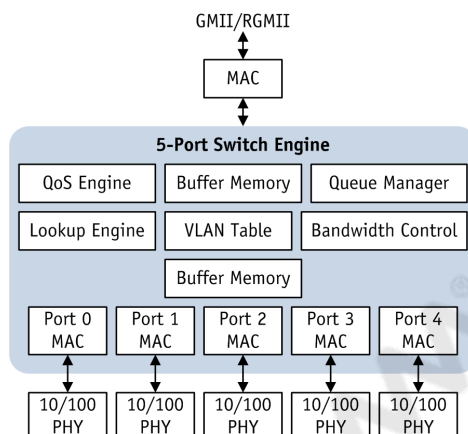 GMII/RGMII
MAC
5-Port Switch Engine
QoS Engine
Buffer Memory
Queue Manager
Lookup Engine
VLAN Table
Bandwidth Control
Buffer Memory
Port 0
MAC
Port 1
MAC
Port 2
MAC
Port 3
MAC
Port 4
MAC
10/100
PHY
10/100
PHY
10/100
PHY
10/100
PHY
10/100
PHY